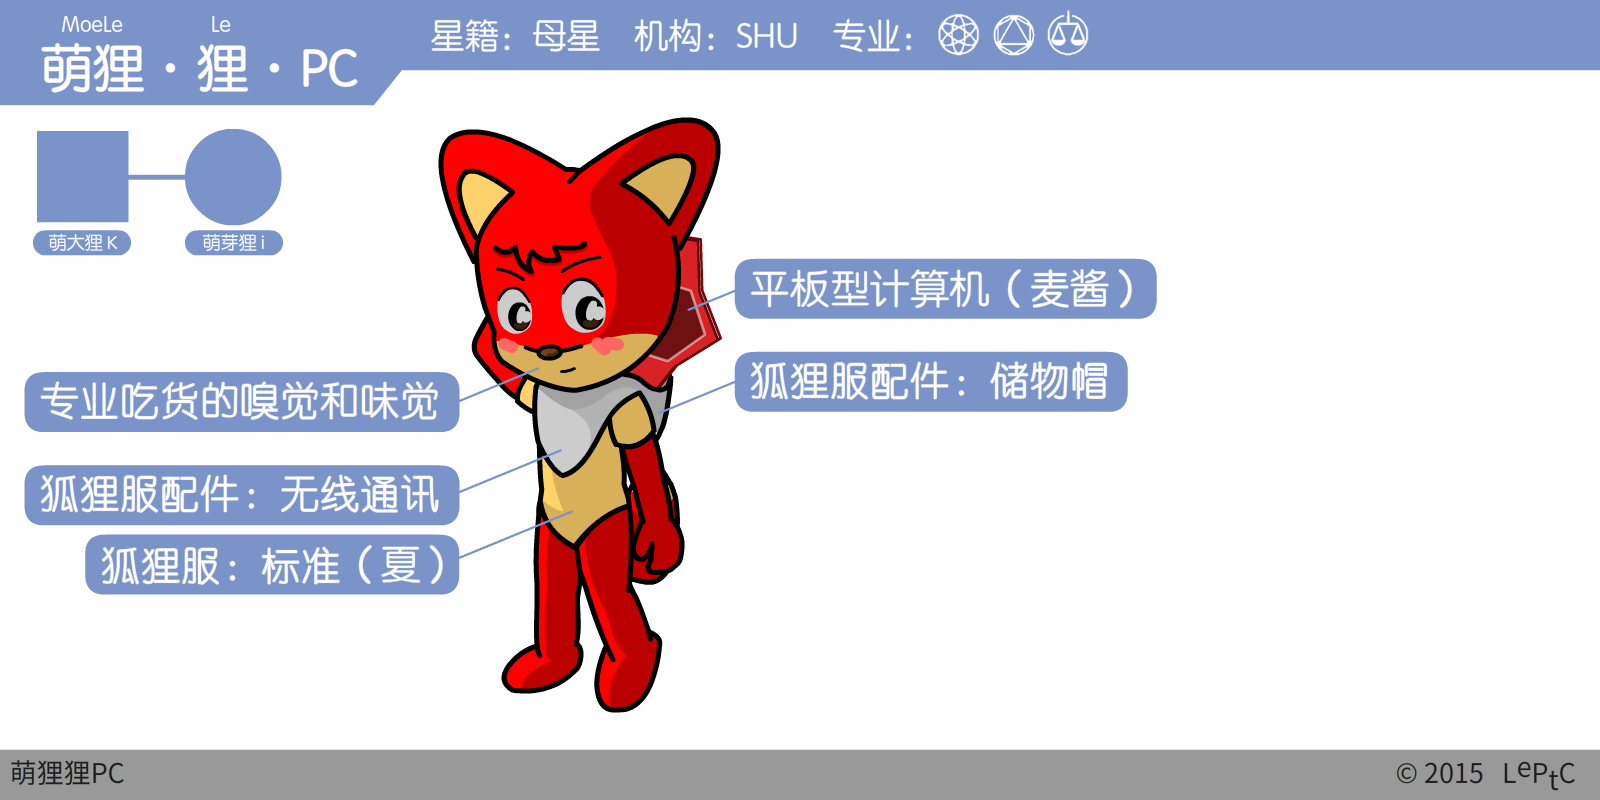 MoeLe Le
萌狸·狸·PC
星籍：母星 机构：SHU 专业：
萌大狸 K
萌芽狸 i
平板型计算机（麦酱）
狐狸服配件：储物帽
专业吃货的嗅觉和味觉
狐狸服配件：无线通讯
狐狸服：标准（夏）
萌狸狸PC
© 2015 LePtC